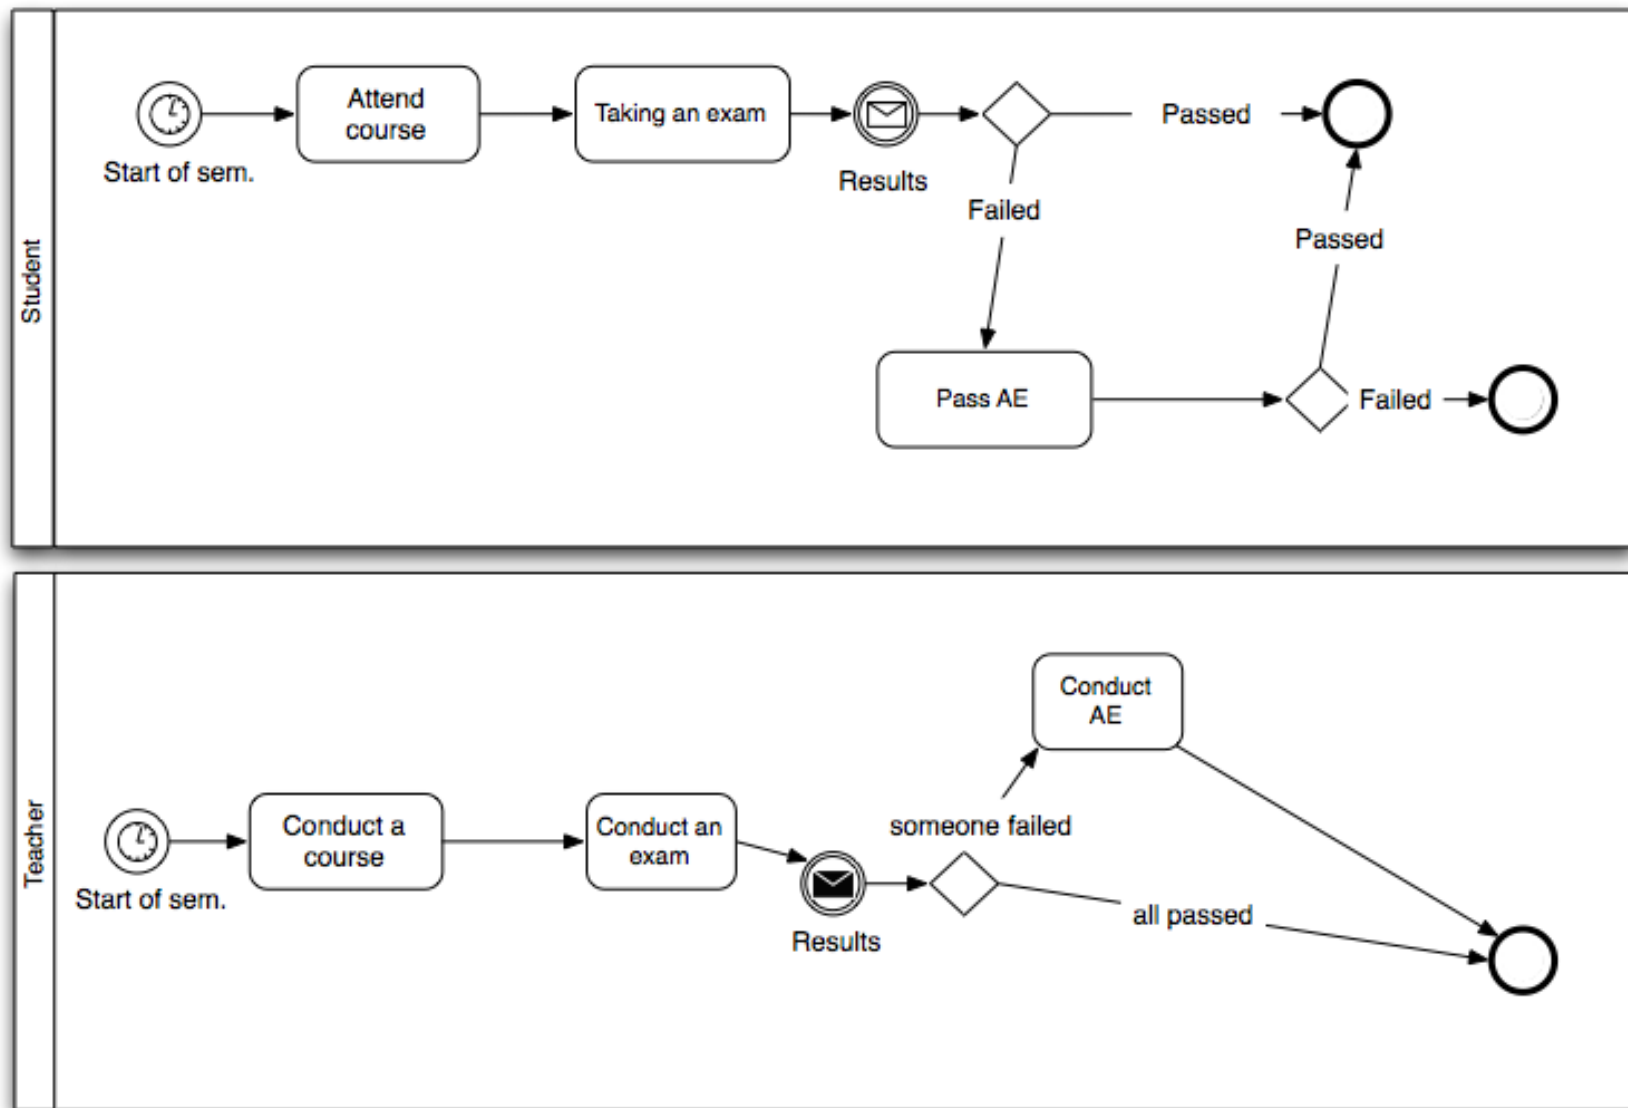 Student
Start of sem.
Attend
course
Taking an exam
Results
Passed
Failed
Passed
Pass AE
Failed
Teacher
Start of sem.
Conduct a
course
Conduct an
exam
Results
someone failed
Conduct
AE
all passed